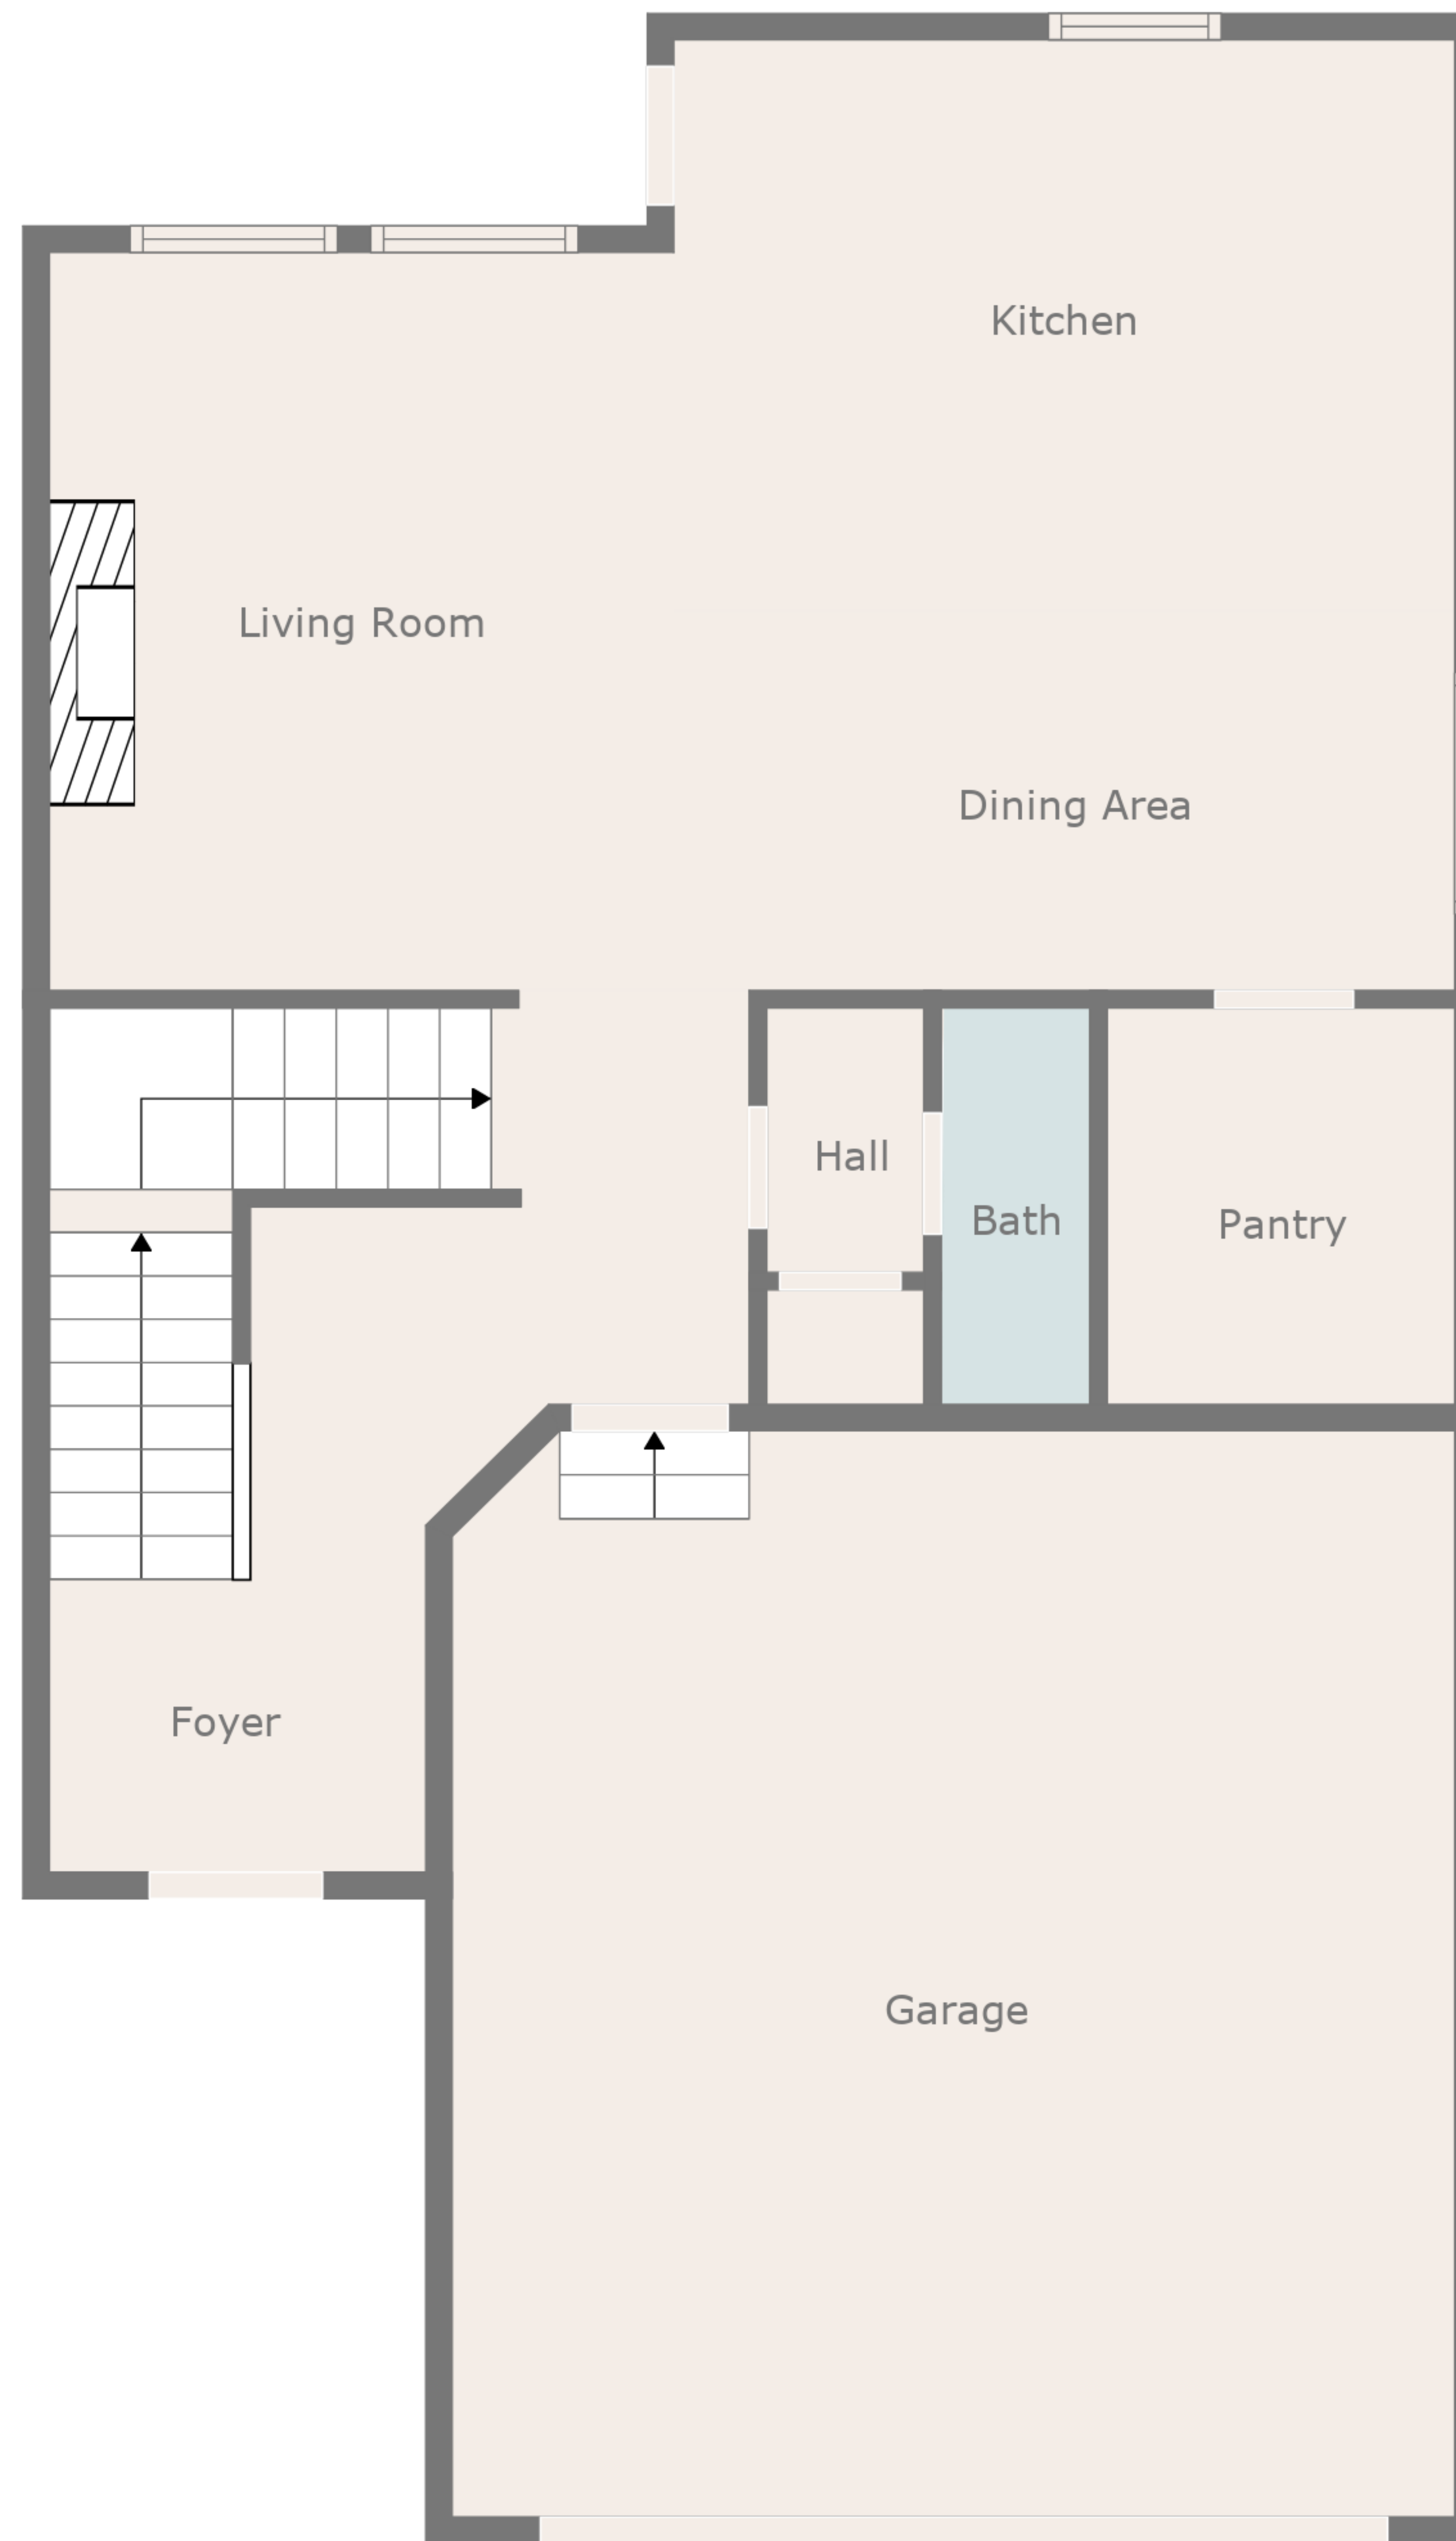 Kitchen
Living Room
Dining Area
Hall
Bath
Pantry
Foyer
Garage